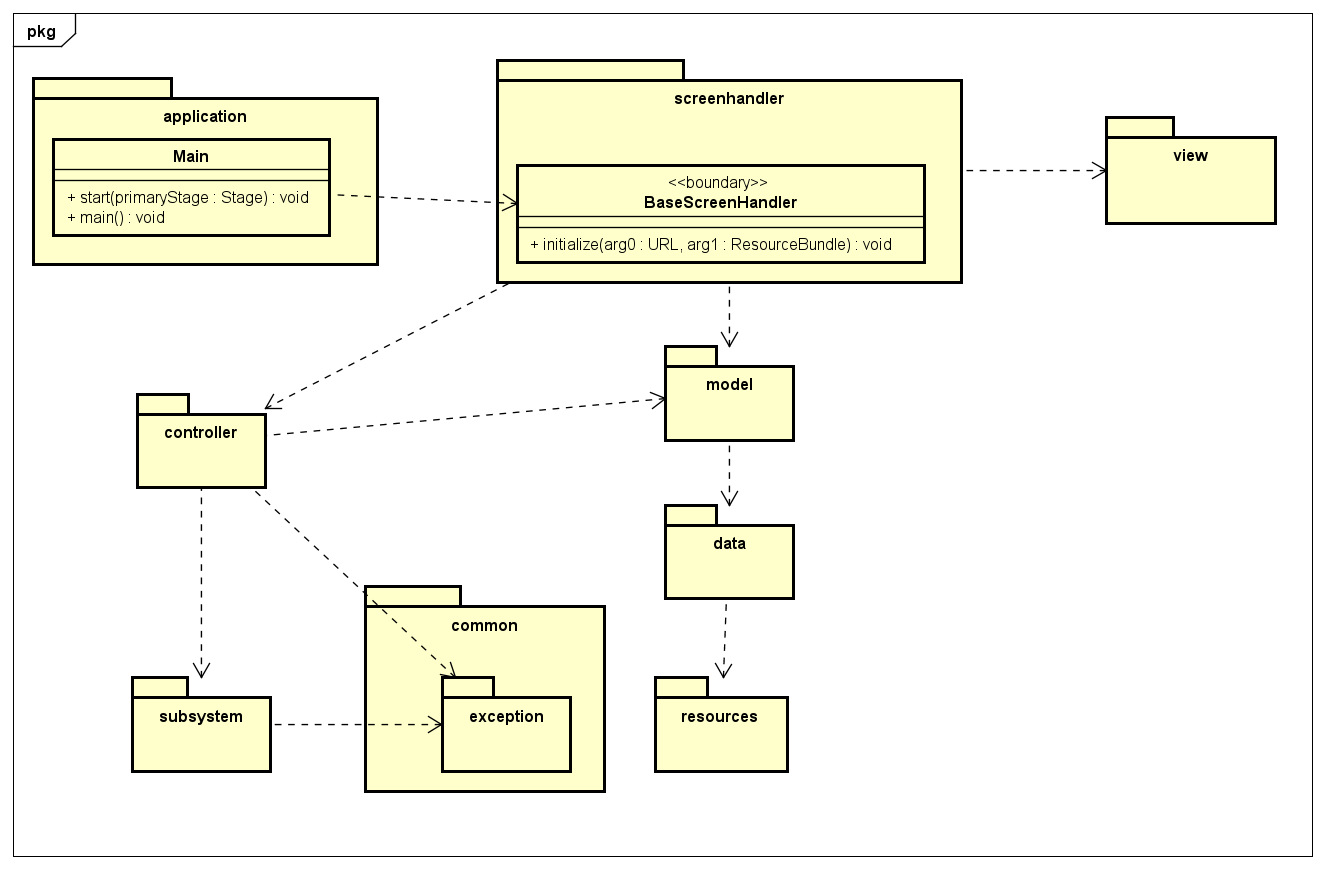 pkg
application
Main
+ start(primaryStage : Stage) : void
+ main() : void
screenhandler
<<boundary>>
BaseScreenHandler
+ initialize(arg0 : URL, arg1 : ResourceBundle) : void
view
model
controller
data
common
subsystem
exception
resources